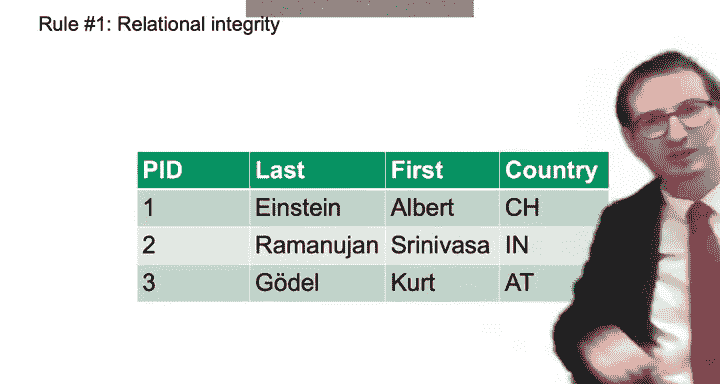 Rule #1: Relational integrity
PID Last First Country
1 Einstein Albert CH
2 Ramanujan Srinivasa IN
3 Gödel Kurt AT